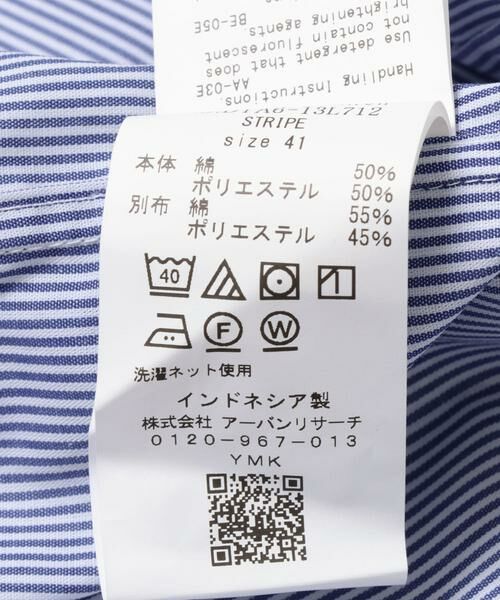 Handling Instructions.
AA-03E
Use detergent that does
not contain fluorescent
brightening agents.
BE-05E
A6-13L712
STRIPE
size 41
本体 綿 50%
ポリエステル 50%
別布 綿 55%
ポリエステル 45%
40
F W
洗濯ネット使用
インドネシア製
株式会社 アーバンリサーチ
0120-967-013
YMK